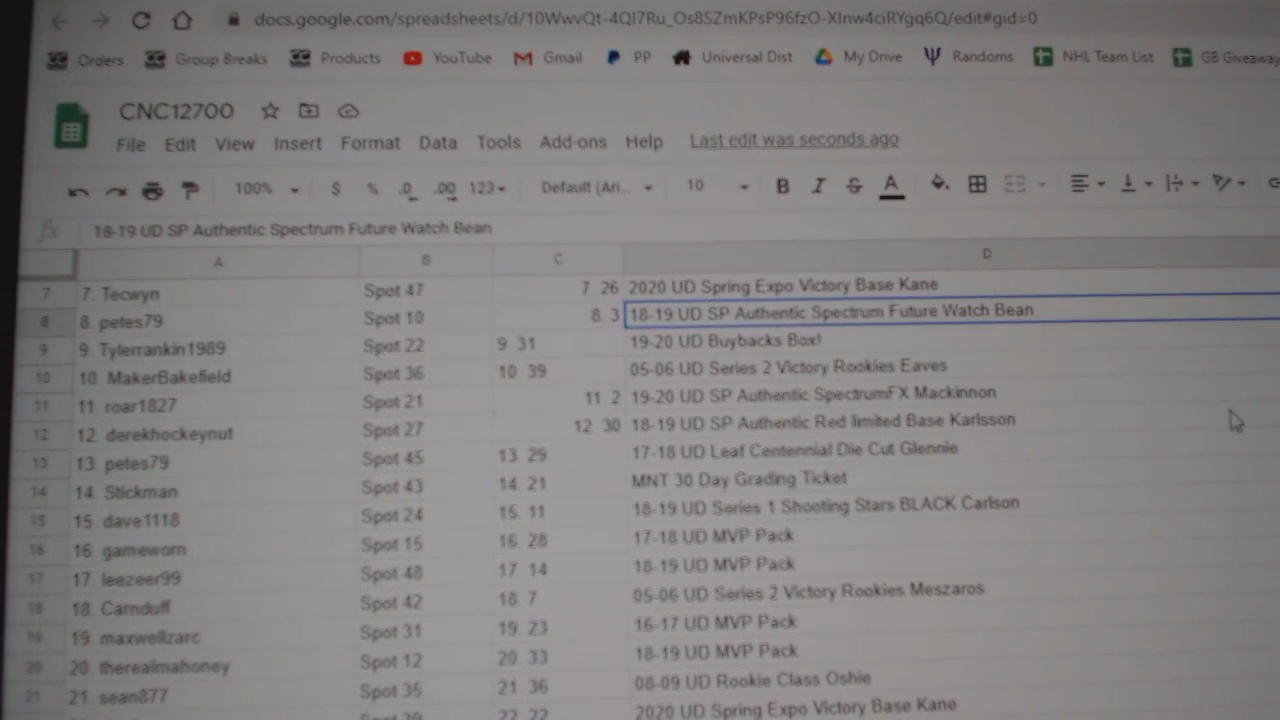 docs.google.com/spreadsheets/d/10WwvQt-4Ql7Ru_Os8SZmKPsP96fzO-XInw4ciRYgq6Q/edit#gid=0
Orders Group Breaks Products YouTube Gmail PP Universal Dist My Drive Randoms NHL Team List GB Giveaway
CNC12700
File Edit View Insert Format Data Tools Add-ons Help Last edit was seconds ago
100% $ % .0 .00 123 Default (Ari... 10 B I S A
fx 18-19 UD SP Authentic Spectrum Future Watch Bean
A B C D
7 7. Tecwyn Spot 47 7. 26 2020 UD Spring Expo Victory Base Kane
8 8. petes79 Spot 10 8. 3 18-19 UD SP Authentic Spectrum Future Watch Bean
9 9. Tylerrankin1989 Spot 22 9. 31 19-20 UD Buybacks Box!
10 10. MakerBakefield Spot 36 10. 39 05-06 UD Series 2 Victory Rookies Eaves
11 11. roar1827 Spot 21 11. 2 19-20 UD SP Authentic SpectrumFX Mackinnon
12 12. derekhockeynut Spot 27 12. 30 18-19 UD SP Authentic Red limited Base Karlsson
13 13. petes79 Spot 45 13. 29 17-18 UD Leaf Centennial Die Cut Glennie
14 14. Stickman Spot 43 14. 21 MNT 30 Day Grading Ticket
15 15. dave1118 Spot 24 15. 11 18-19 UD Series 1 Shooting Stars BLACK Carlson
16 16. gameworn Spot 15 16. 28 17-18 UD MVP Pack
17 17. leezeer99 Spot 48 17. 14 18-19 UD MVP Pack
18 18. Carnduff Spot 42 18. 7 05-06 UD Series 2 Victory Rookies Meszaros
19 19. maxwellzarc Spot 31 19. 23 16-17 UD MVP Pack
20 20. therealmahoney Spot 12 20. 33 18-19 UD MVP Pack
21 21. sean877 Spot 35 21. 36 08-09 UD Rookie Class Oshie
22. 22 2020 UD Spring Expo Victory Base Kane